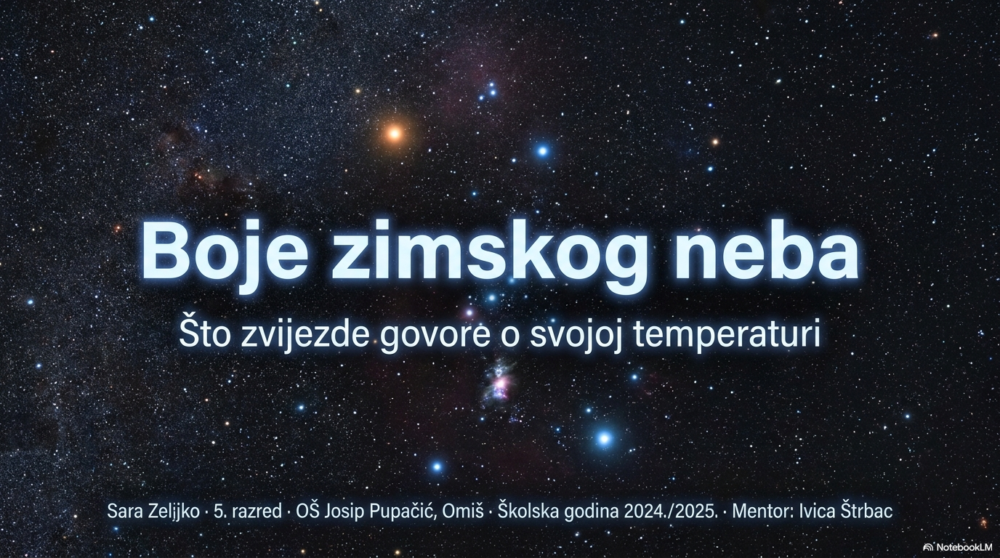 Boje zimskog neba
Što zvijezde govore o svojoj temperaturi
Sara Zeljjko · 5. razred · OŠ Josip Pupačić, Omiš · Školska godina 2024./2025. · Mentor: Ivica Štrbac
NotebookLM